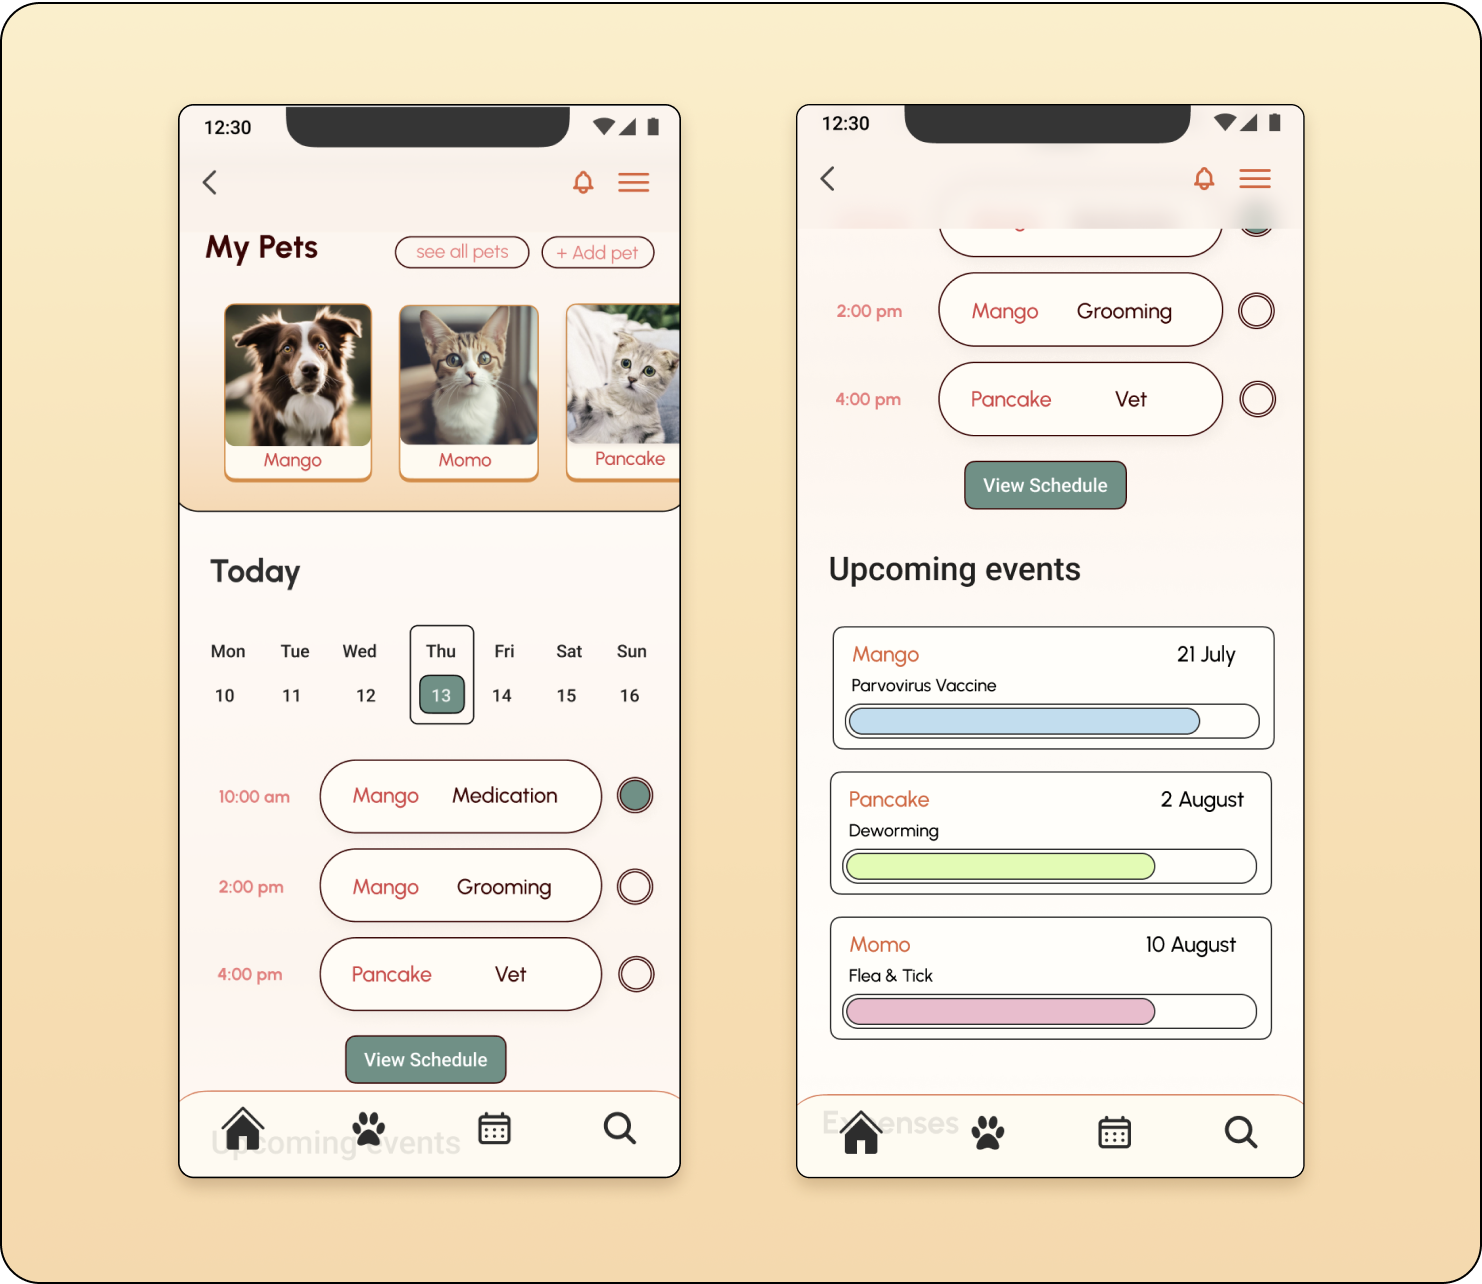 12:30
My Pets
see all pets
+ Add pet
Mango
Momo
Pancake
Today
Mon Tue Wed Thu Fri Sat Sun
10 11 12 13 14 15 16
10:00 am Mango Medication
2:00 pm Mango Grooming
4:00 pm Pancake Vet
View Schedule
Upcoming events
12:30
2:00 pm Mango Grooming
4:00 pm Pancake Vet
View Schedule
Upcoming events
Mango 21 July
Parvovirus Vaccine
Pancake 2 August
Deworming
Momo 10 August
Flea & Tick
Expenses